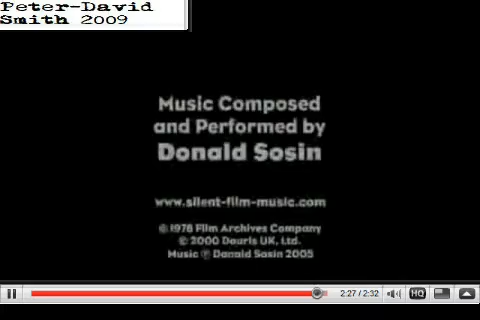 Peter-David
Smith 2009
Music Composed
and Performed by
Donald Sosin
www.silent-film-music.com
© 1978 Film Archives Company
© 2000 Douris UK, Ltd.
Music ℗ Donald Sosin 2005
2:27 / 2:32
HQ